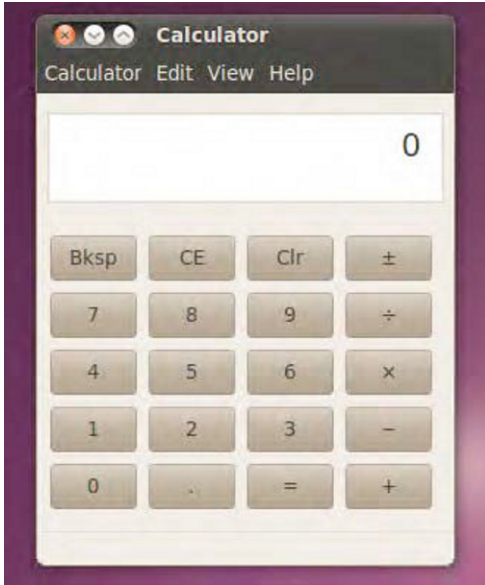 Calculator
Calculator Edit View Help
0
Bksp CE Clr ±
7 8 9 ÷
4 5 6 ×
1 2 3 −
0 . = +